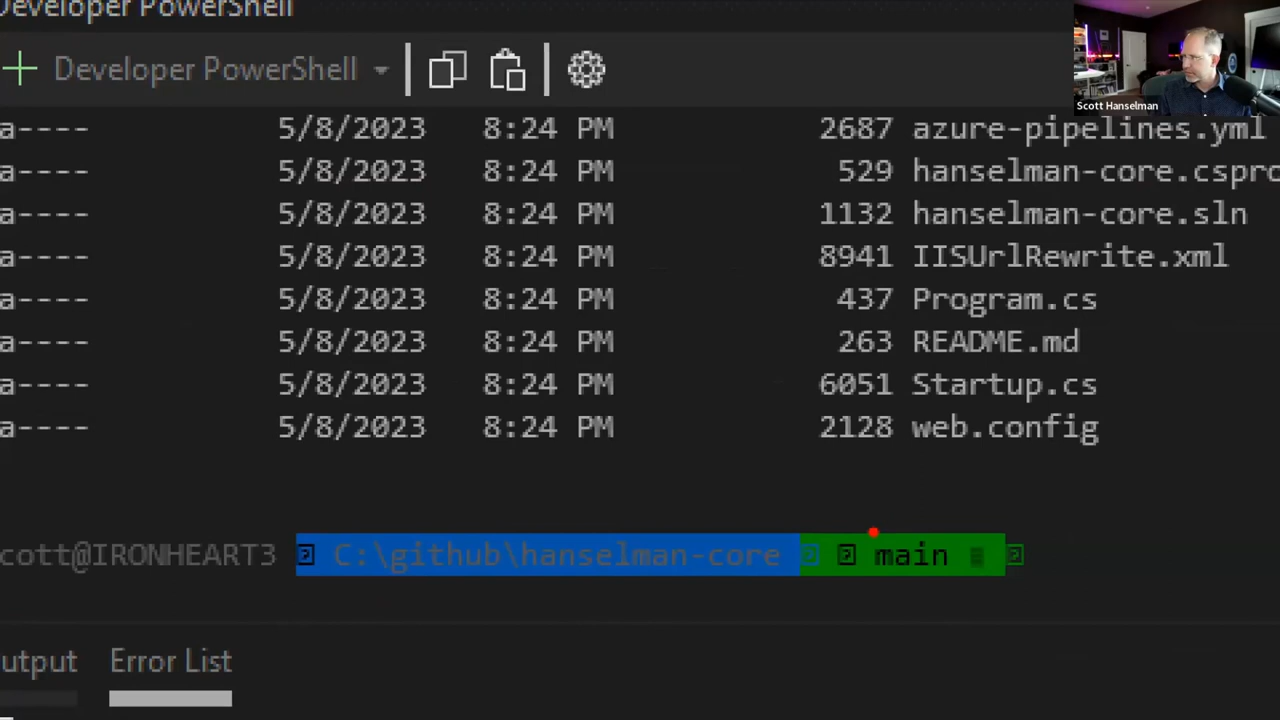 Developer PowerShell
Developer PowerShell
Scott Hanselman
a---- 5/8/2023 8:24 PM 2687 azure-pipelines.yml
a---- 5/8/2023 8:24 PM 529 hanselman-core.cspro
a---- 5/8/2023 8:24 PM 1132 hanselman-core.sln
a---- 5/8/2023 8:24 PM 8941 IISUrlRewrite.xml
a---- 5/8/2023 8:24 PM 437 Program.cs
a---- 5/8/2023 8:24 PM 263 README.md
a---- 5/8/2023 8:24 PM 6051 Startup.cs
a---- 5/8/2023 8:24 PM 2128 web.config
cott@IRONHEART3 C:\github\hanselman-core main
utput Error List